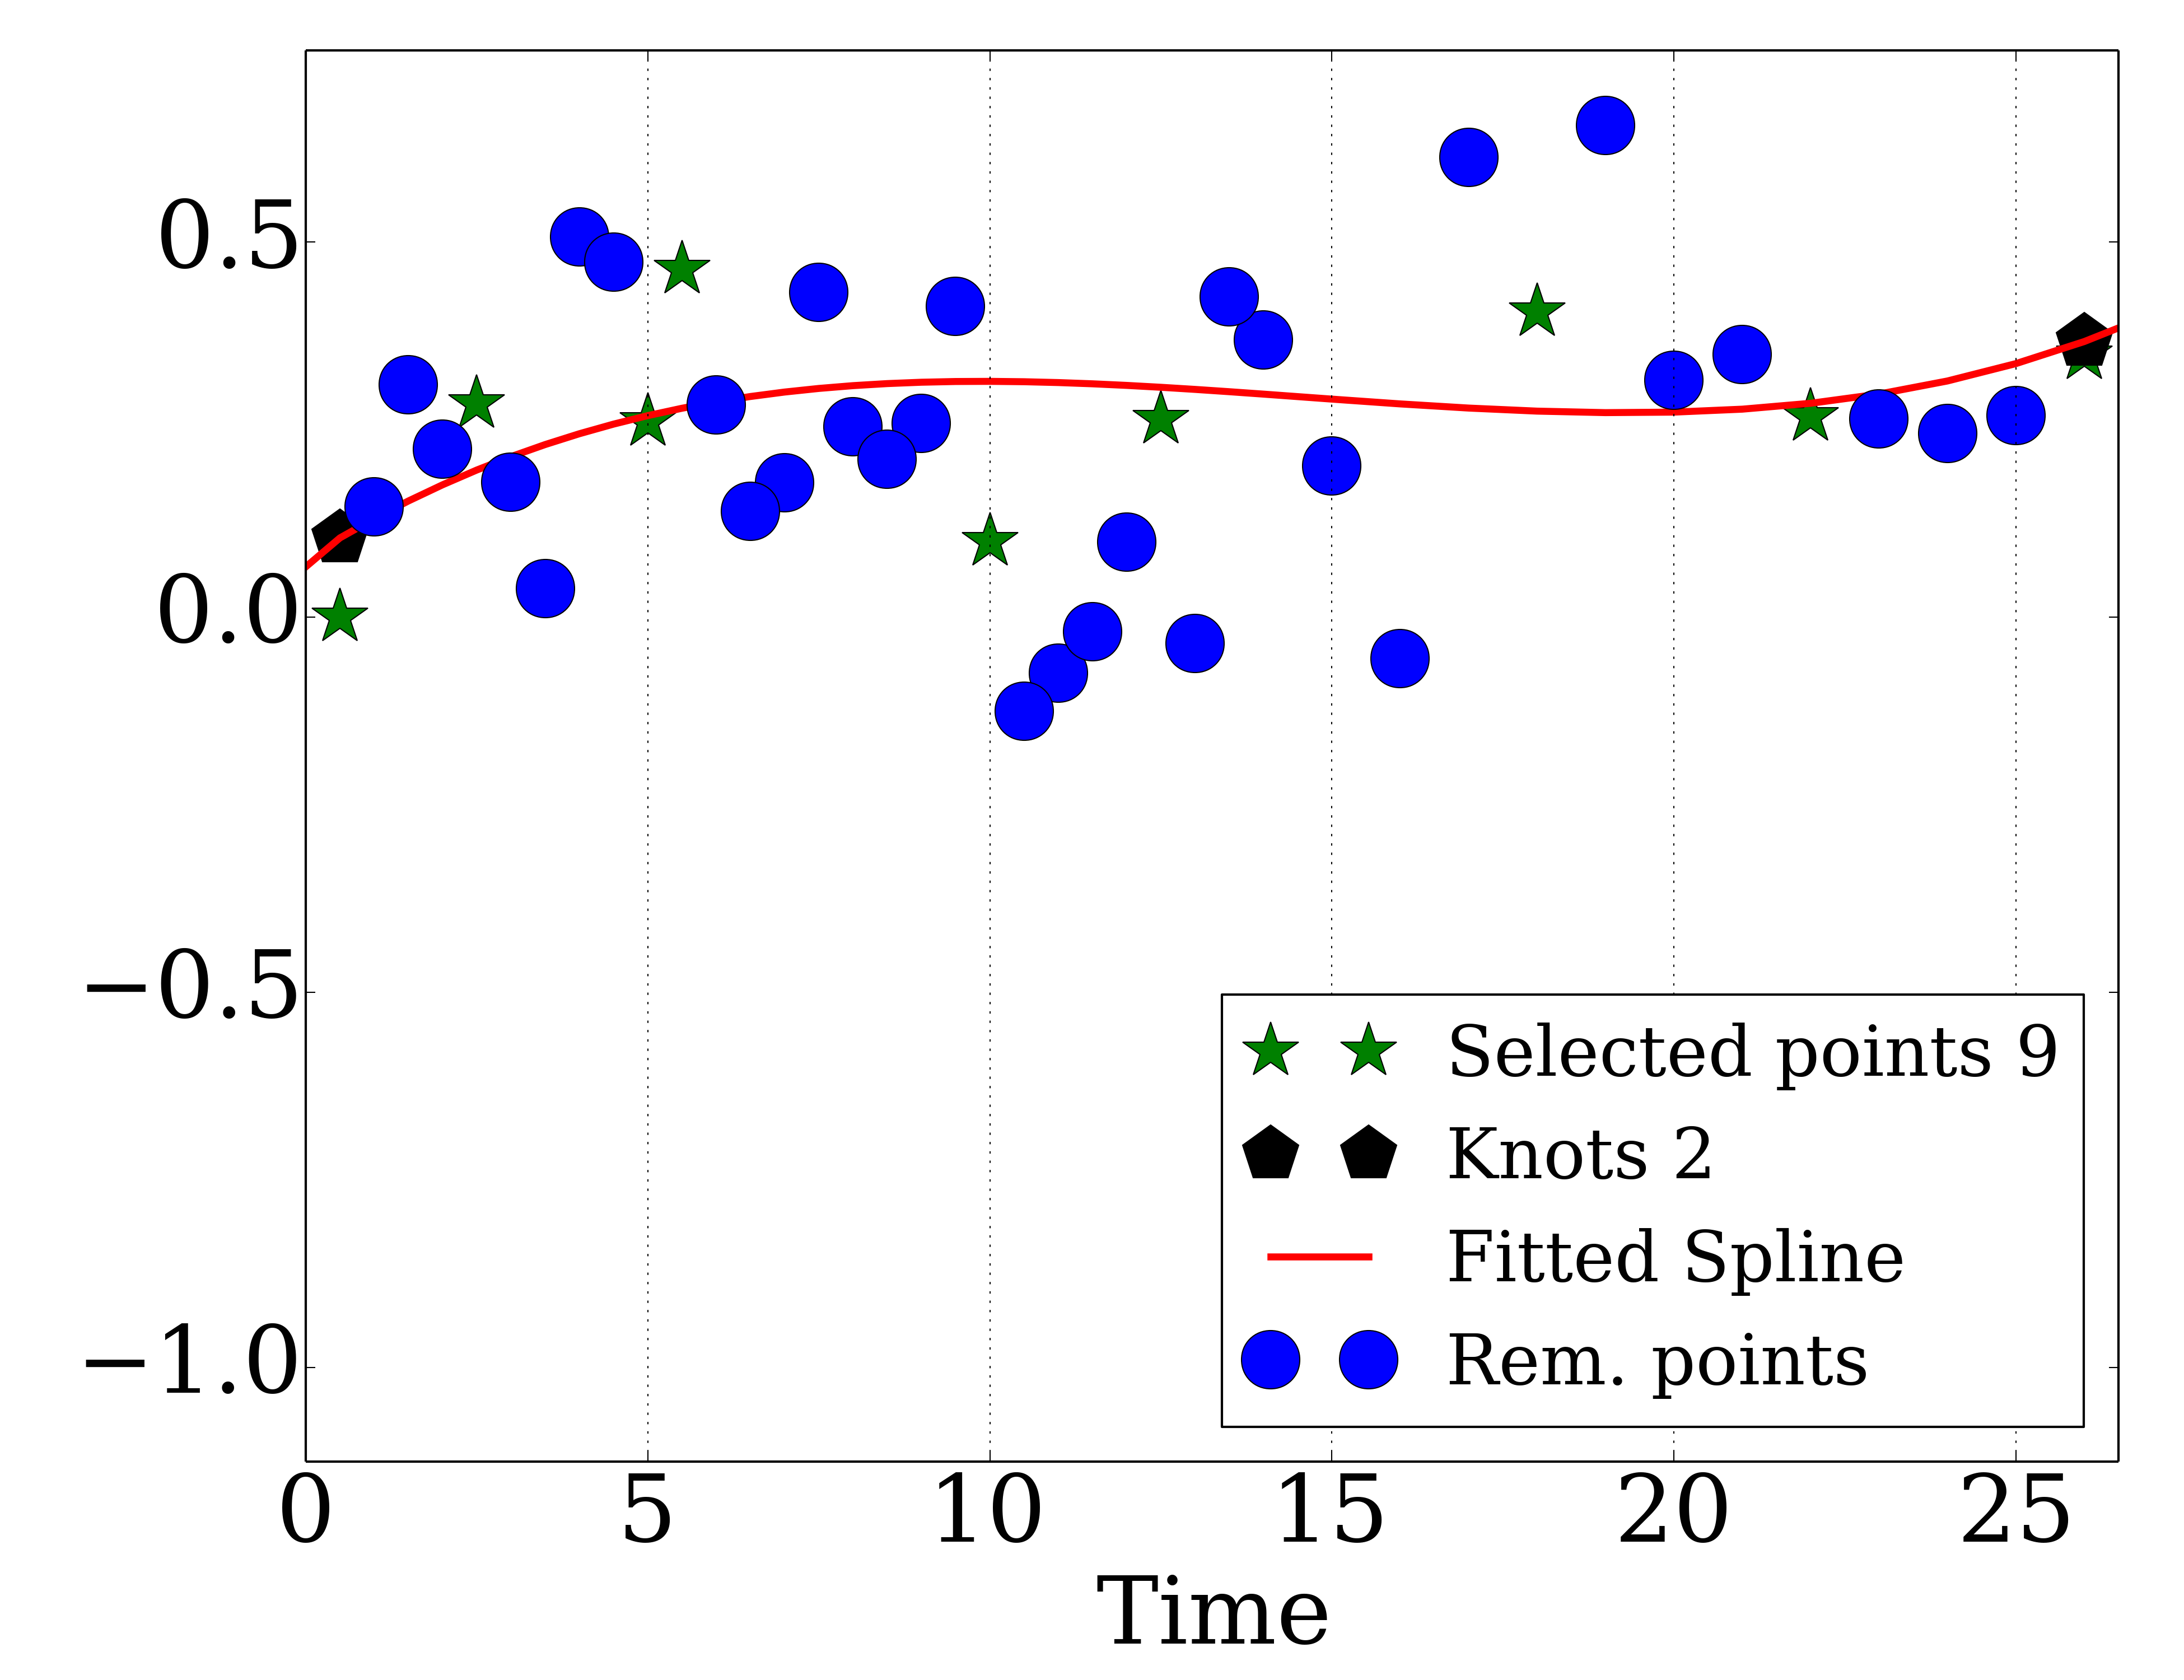 0.5
0.0
−0.5
−1.0
Selected points 9
Knots 2
Fitted Spline
Rem. points
0 5 10 15 20 25
Time